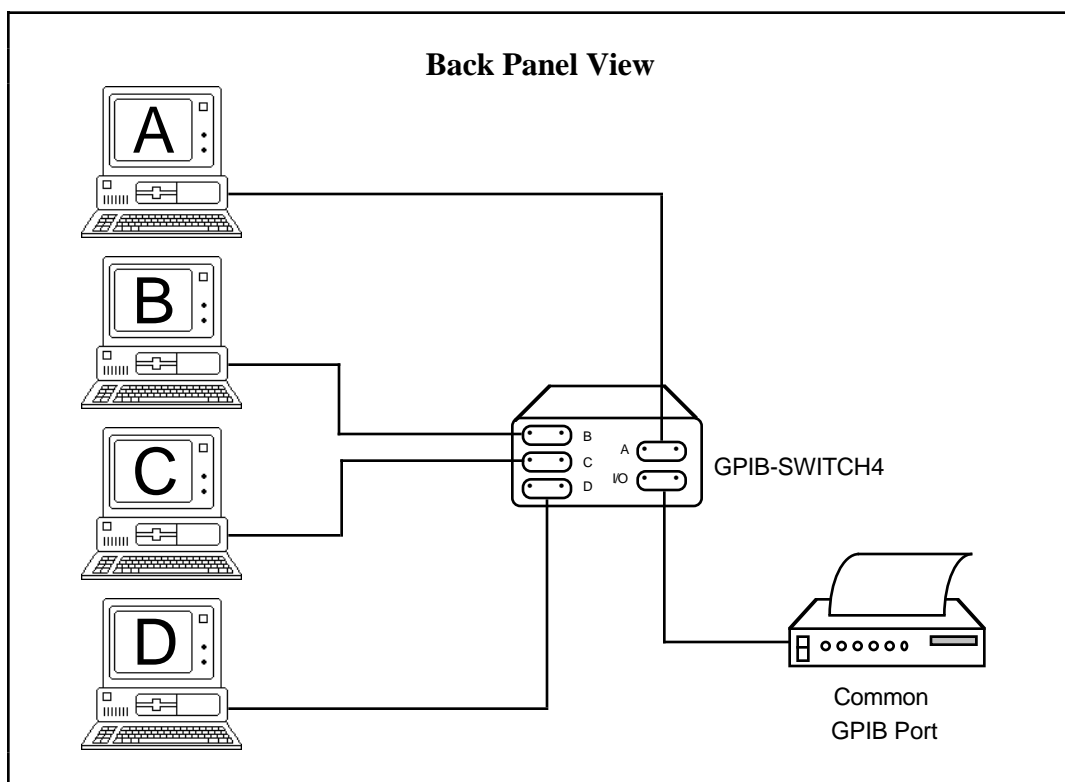 Back Panel View
A
B
C
D
B
C
D
A
I/O
GPIB-SWITCH4
Common
GPIB Port